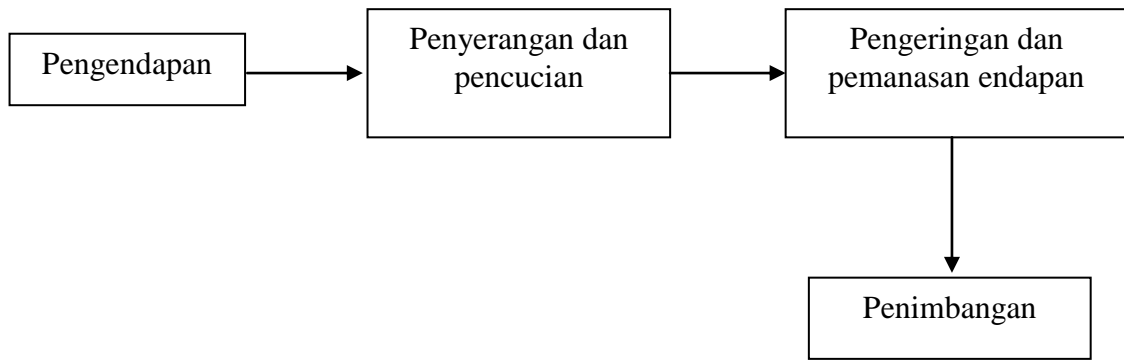 Pengendapan
Penyerangan dan
pencucian
Pengeringan dan
pemanasan endapan
Penimbangan